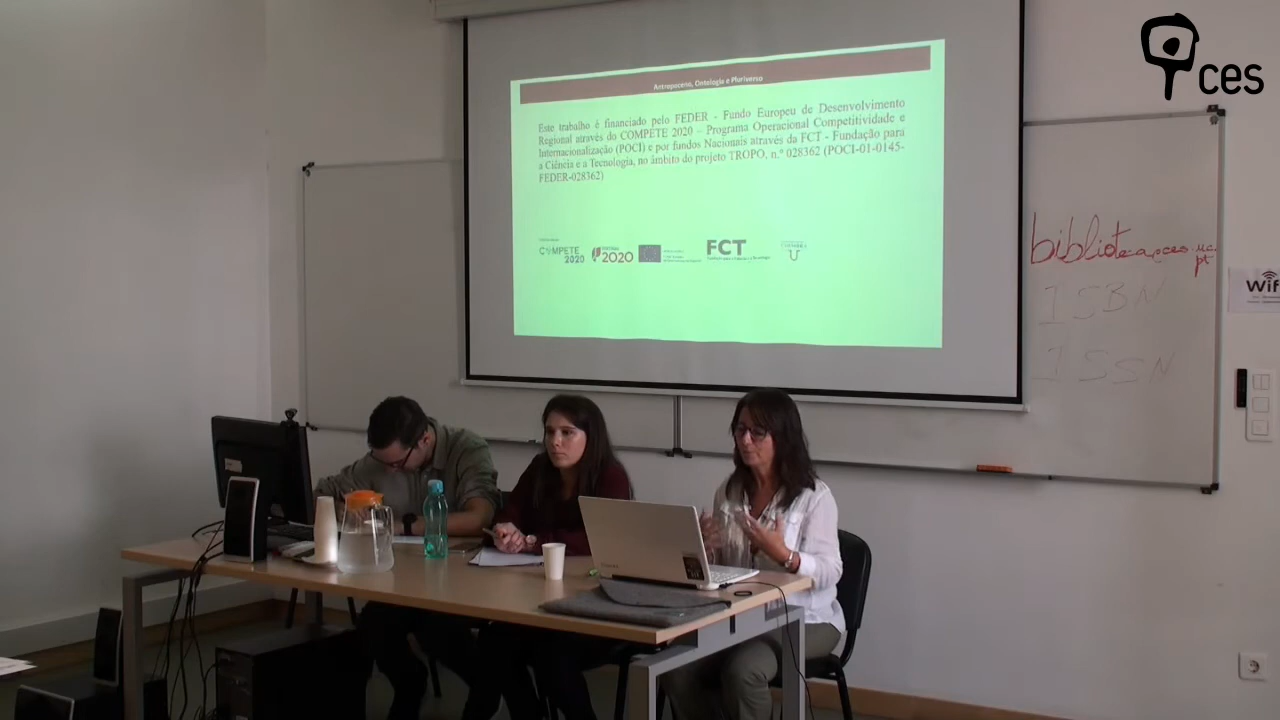 ces
Antropoceno, Ontologia e Pluriverso
Este trabalho é financiado pelo FEDER - Fundo Europeu de Desenvolvimento
Regional através do COMPETE 2020 – Programa Operacional Competitividade e
Internacionalização (POCI) e por fundos Nacionais através da FCT - Fundação para
a Ciência e a Tecnologia, no âmbito do projeto TROPO, n.º 028362 (POCI-01-0145-
FEDER-028362)
COMPETE
2020
2020
FCT
biblioteca@ces.uc.
pt
ISBN
ISSN
Wifi